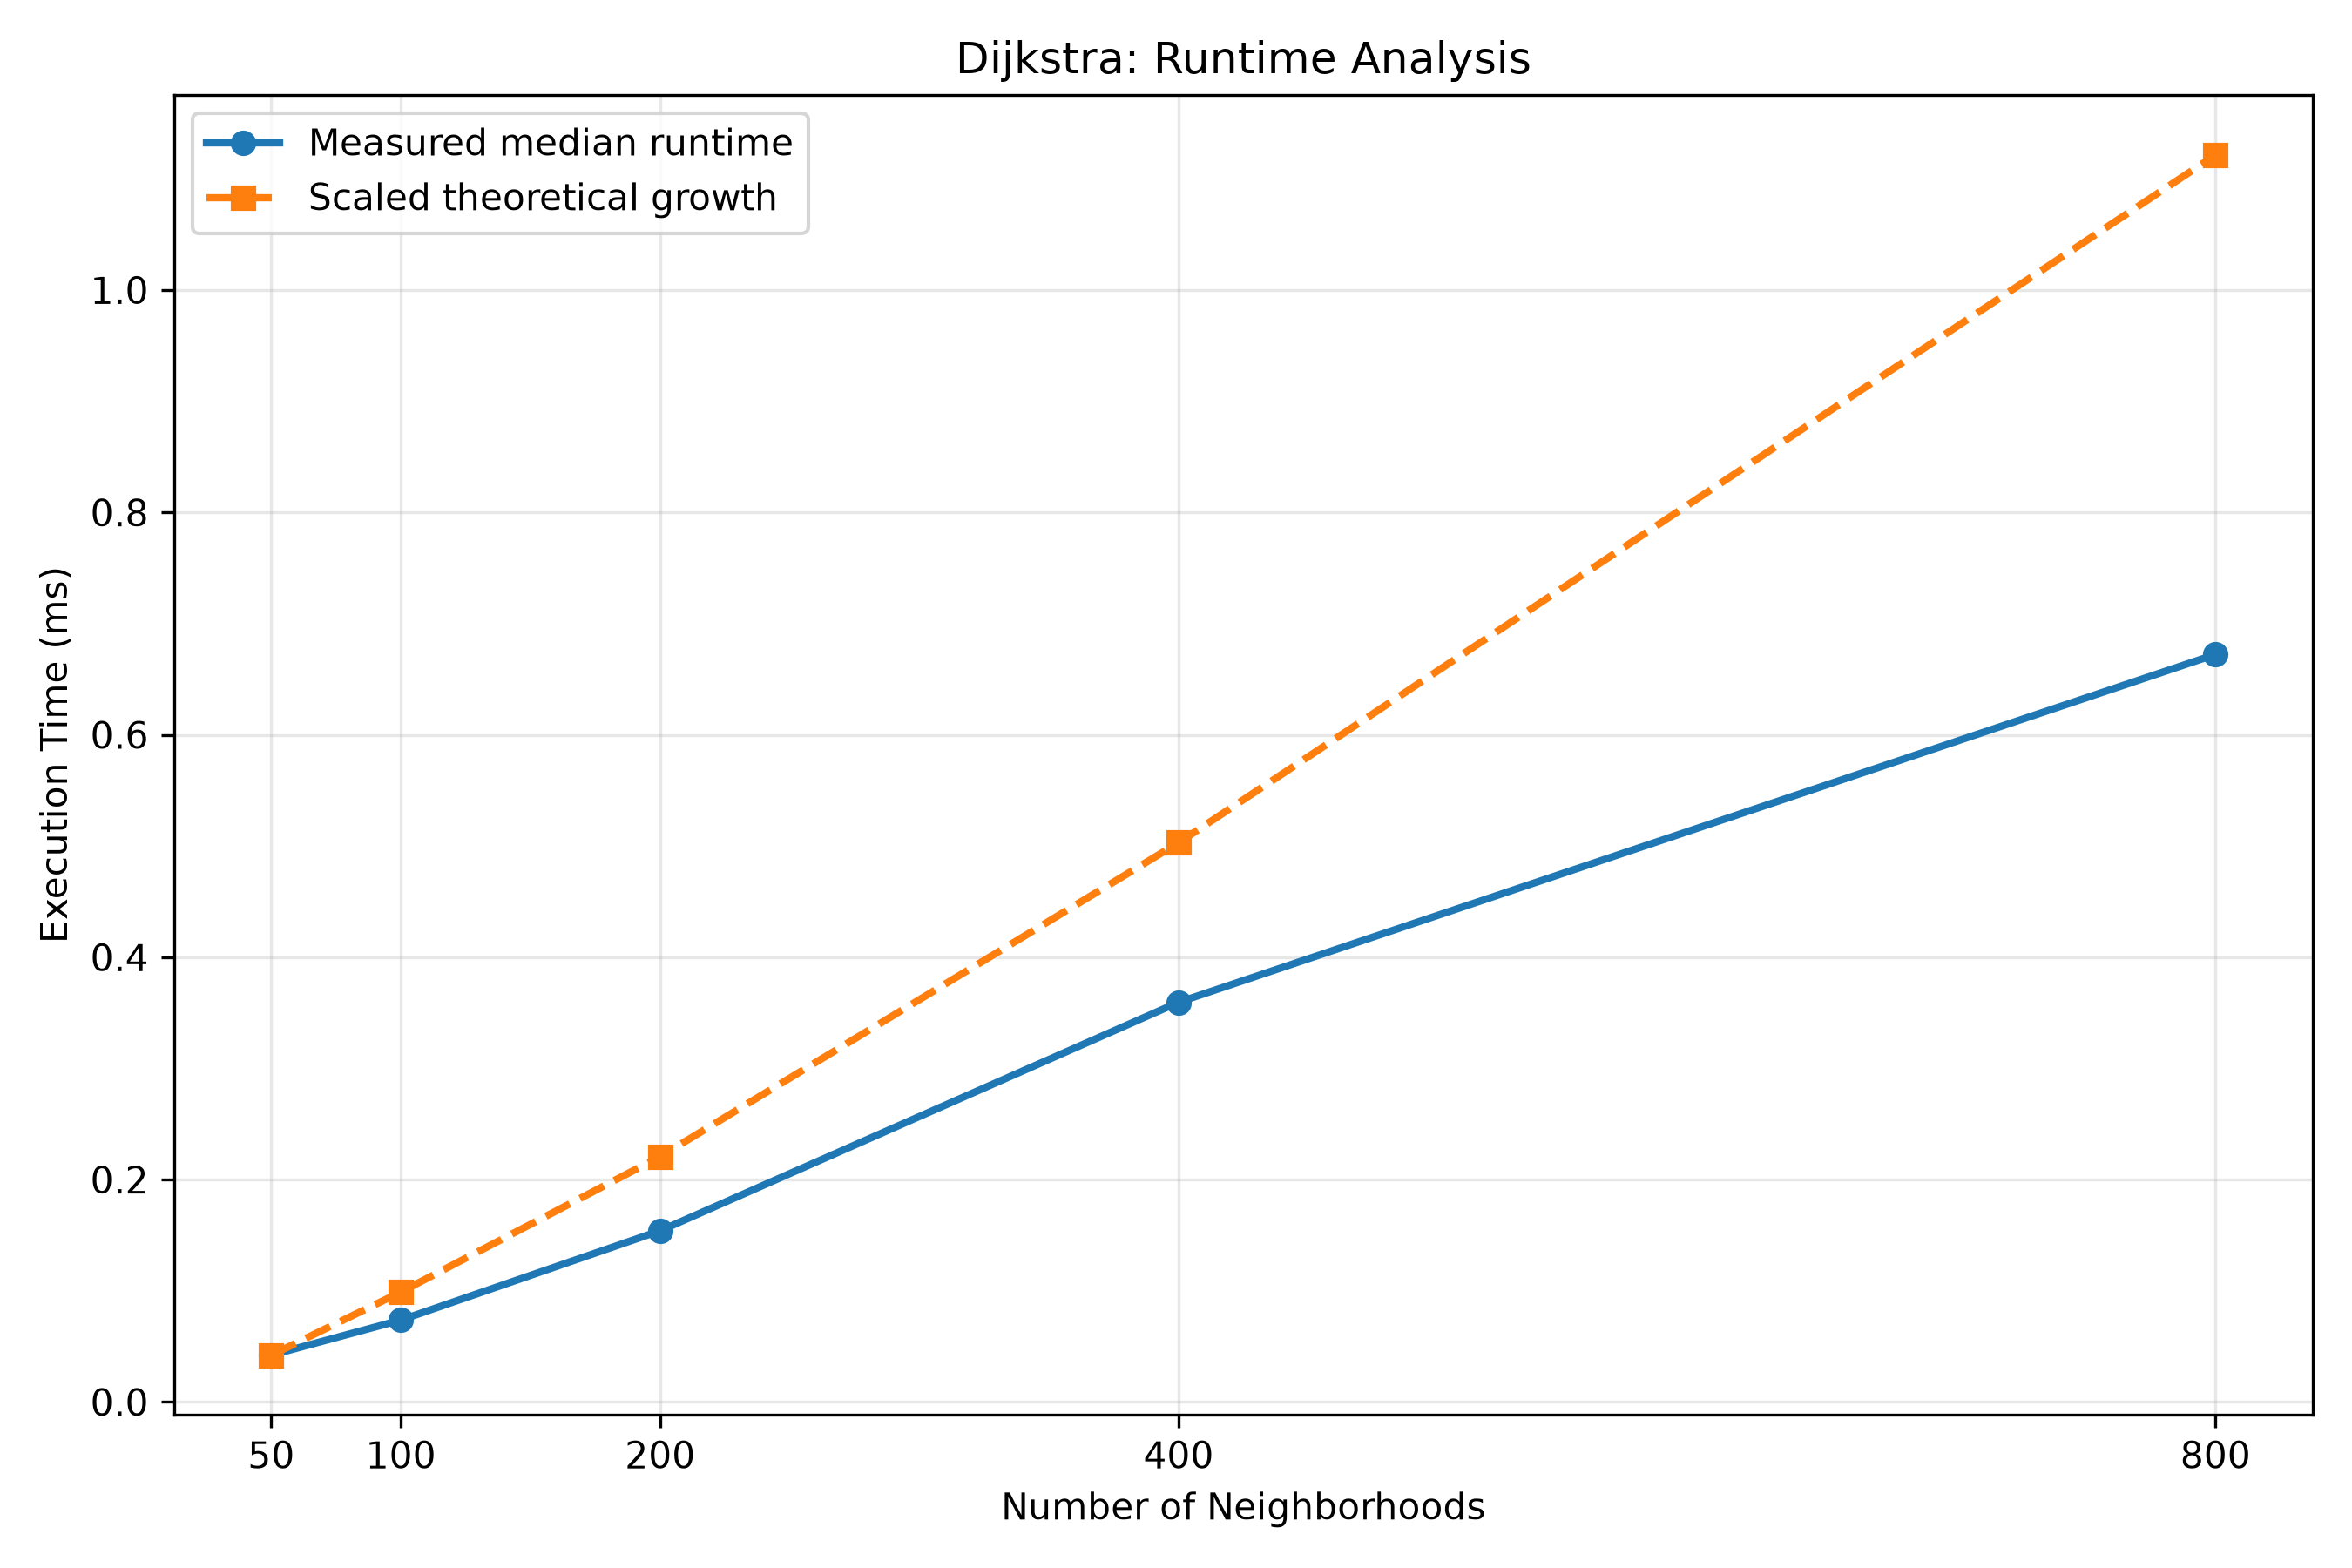 Dijkstra: Runtime Analysis
Measured median runtime
Scaled theoretical growth
1.0
0.8
0.6
0.4
0.2
0.0
Execution Time (ms)
50 100 200 400 800
Number of Neighborhoods